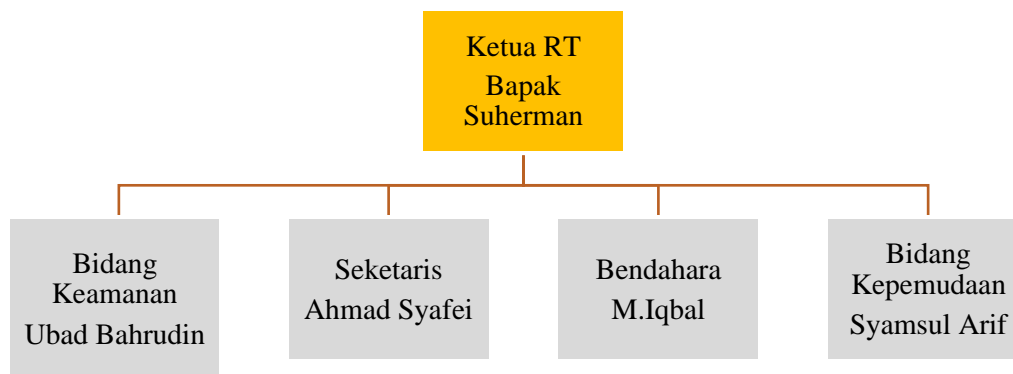 Ketua RT
Bapak
Suherman
Bidang
Keamanan
Ubad Bahrudin
Seketaris
Ahmad Syafei
Bendahara
M.Iqbal
Bidang
Kepemudaan
Syamsul Arif